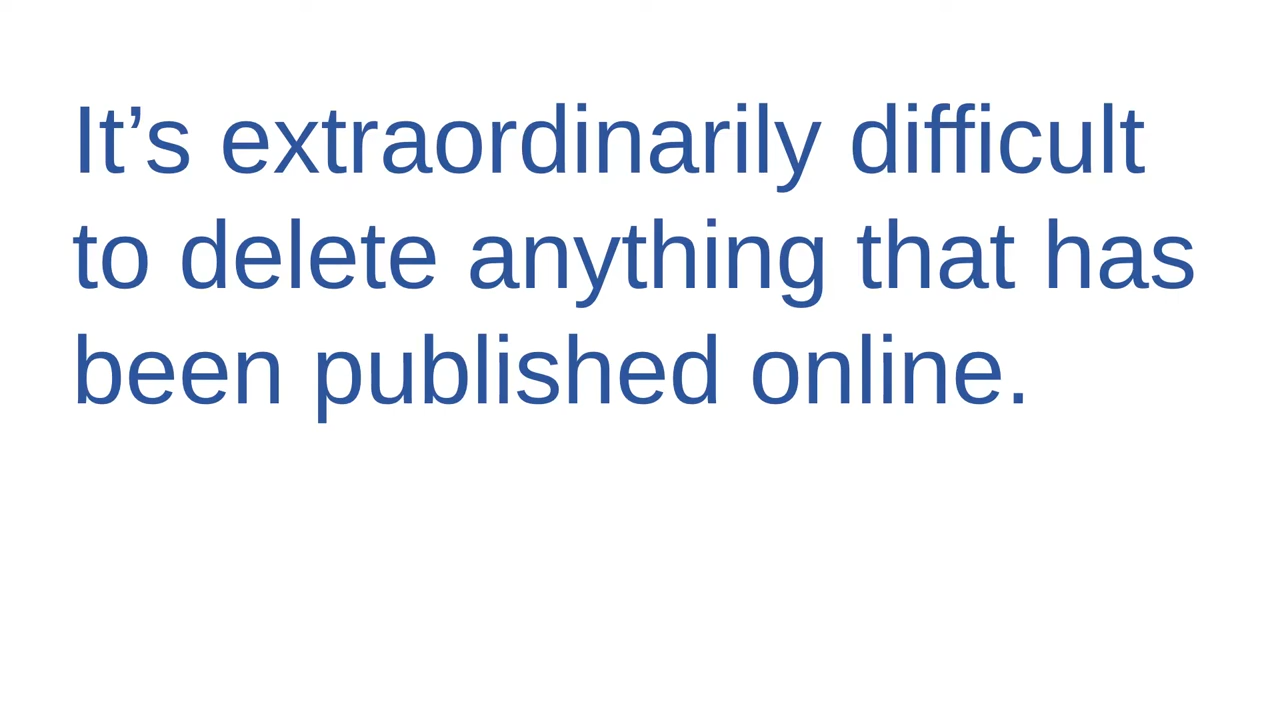 It’s extraordinarily difficult
to delete anything that has
been published online.